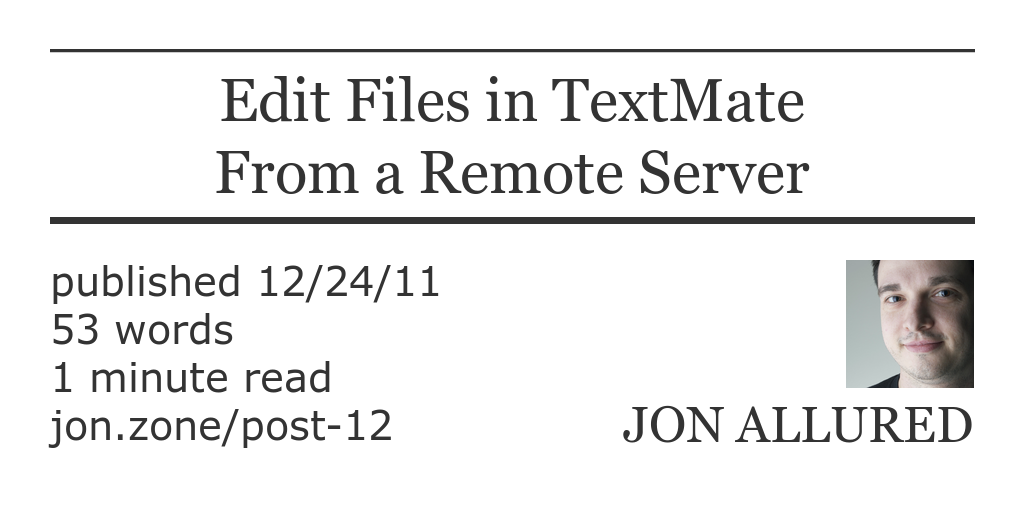 Edit Files in TextMate
From a Remote Server
published 12/24/11
53 words
1 minute read
jon.zone/post-12
JON ALLURED